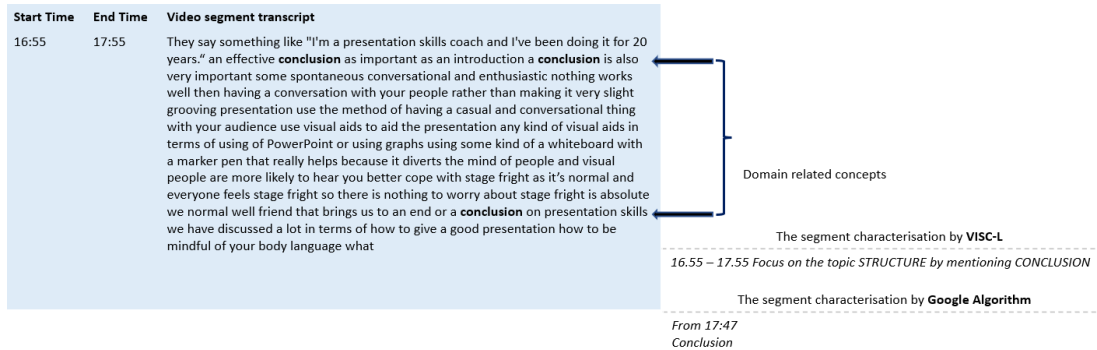 Start Time End Time Video segment transcript
16:55 17:55 They say something like "I'm a presentation skills coach and I've been doing it for 20
years.“ an effective conclusion as important as an introduction a conclusion is also
very important some spontaneous conversational and enthusiastic nothing works
well then having a conversation with your people rather than making it very slight
grooving presentation use the method of having a casual and conversational thing
with your audience use visual aids to aid the presentation any kind of visual aids in
terms of using of PowerPoint or using graphs using some kind of a whiteboard with
a marker pen that really helps because it diverts the mind of people and visual
people are more likely to hear you better cope with stage fright as it’s normal and
everyone feels stage fright so there is nothing to worry about stage fright is absolute
we normal well friend that brings us to an end or a conclusion on presentation skills
we have discussed a lot in terms of how to give a good presentation how to be
mindful of your body language what
Domain related concepts
The segment characterisation by VISC-L
16.55 – 17.55 Focus on the topic STRUCTURE by mentioning CONCLUSION
The segment characterisation by Google Algorithm
From 17:47
Conclusion